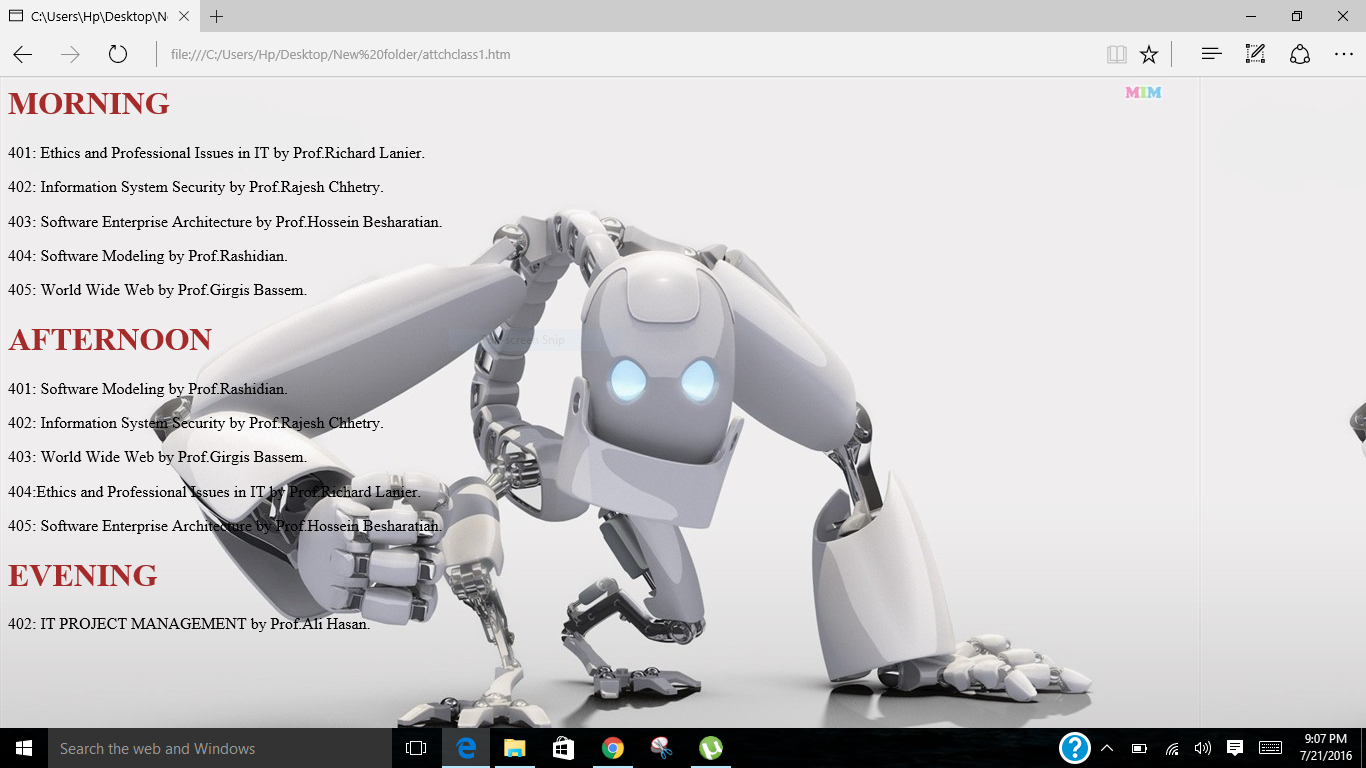 C:\Users\Hp\Desktop\Ne
file:///C:/Users/Hp/Desktop/New%20folder/attchclass1.htm
MIM
MORNING
401: Ethics and Professional Issues in IT by Prof.Richard Lanier.
402: Information System Security by Prof.Rajesh Chhetry.
403: Software Enterprise Architecture by Prof.Hossein Besharatian.
404: Software Modeling by Prof.Rashidian.
405: World Wide Web by Prof.Girgis Bassem.
AFTERNOON
screen Snip
401: Software Modeling by Prof.Rashidian.
402: Information System Security by Prof.Rajesh Chhetry.
403: World Wide Web by Prof.Girgis Bassem.
404:Ethics and Professional Issues in IT by Prof.Richard Lanier.
405: Software Enterprise Architecture by Prof.Hossein Besharatian.
EVENING
402: IT PROJECT MANAGEMENT by Prof.Ali Hasan.
Search the web and Windows
9:07 PM
7/21/2016